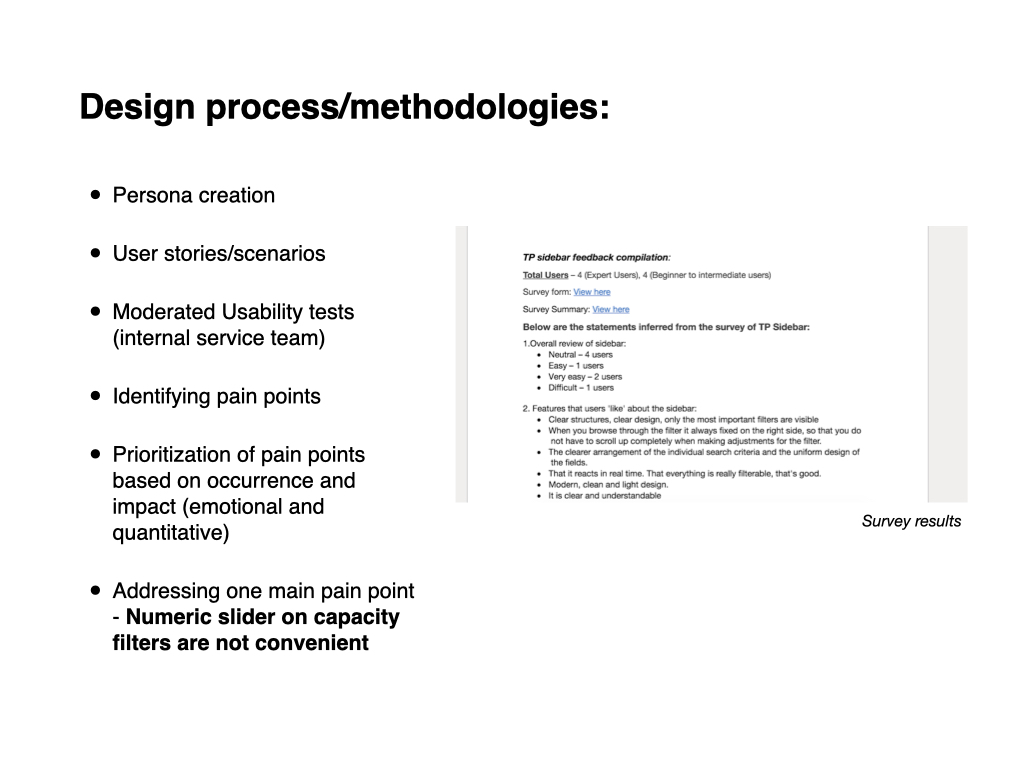 Design process/methodologies:
• Persona creation
• User stories/scenarios
• Moderated Usability tests
(internal service team)
• Identifying pain points
• Prioritization of pain points
based on occurrence and
impact (emotional and
quantitative)
• Addressing one main pain point
- Numeric slider on capacity
filters are not convenient
TP sidebar feedback compilation:
Total Users – 4 (Expert Users), 4 (Beginner to intermediate users)
Survey form: View here
Survey Summary: View here
Below are the statements inferred from the survey of TP Sidebar:
1.Overall review of sidebar:
• Neutral – 4 users
• Easy – 1 users
• Very easy – 2 users
• Difficult – 1 users
2. Features that users 'like' about the sidebar:
• Clear structures, clear design, only the most important filters are visible
• When you browse through the filter it always fixed on the right side, so that you do
not have to scroll up completely when making adjustments for the filter.
• The clearer arrangement of the individual search criteria and the uniform design of
the fields.
• That it reacts in real time. That everything is really filterable, that's good.
• Modern, clean and light design.
• It is clear and understandable
Survey results